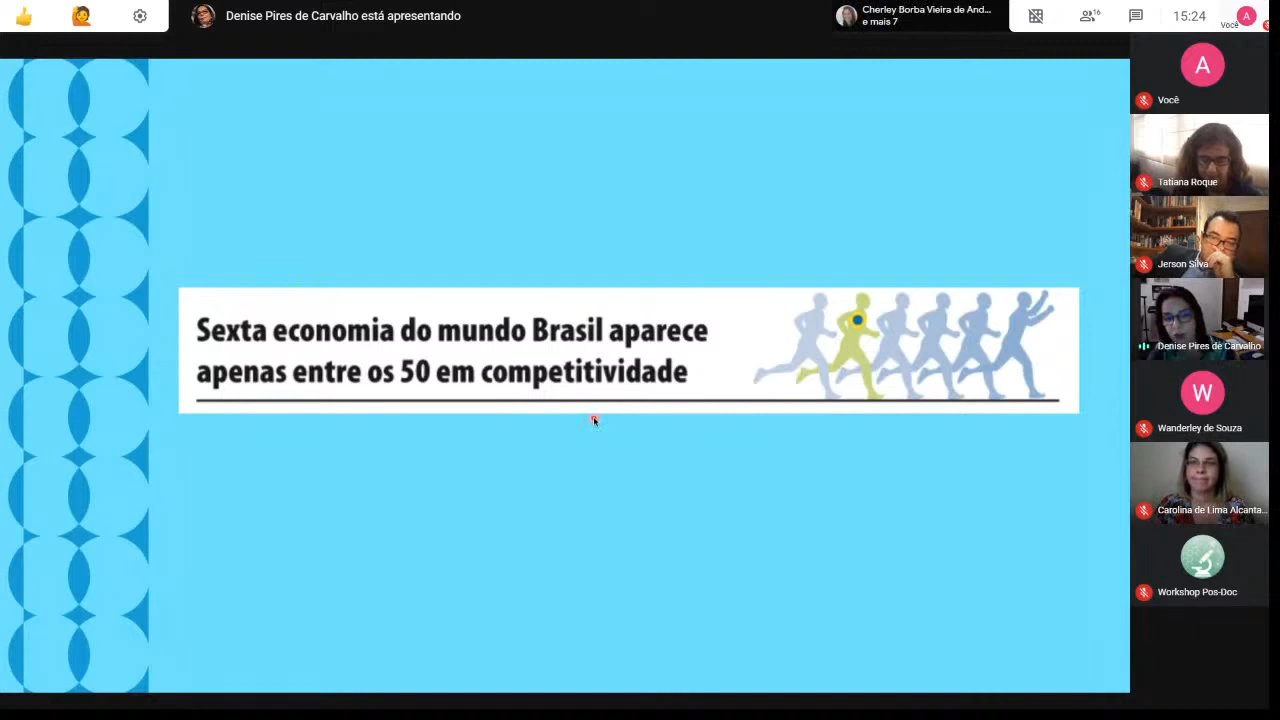 Denise Pires de Carvalho está apresentando
Cherley Borba Vieira de And...
e mais 7
16
15:24
A
Você
A
Você
Tatiana Roque
Jerson Silva
Denise Pires de Carvalho
W
Wanderley de Souza
Carolina de Lima Alcanta...
Workshop Pos-Doc
Sexta economia do mundo Brasil aparece
apenas entre os 50 em competitividade